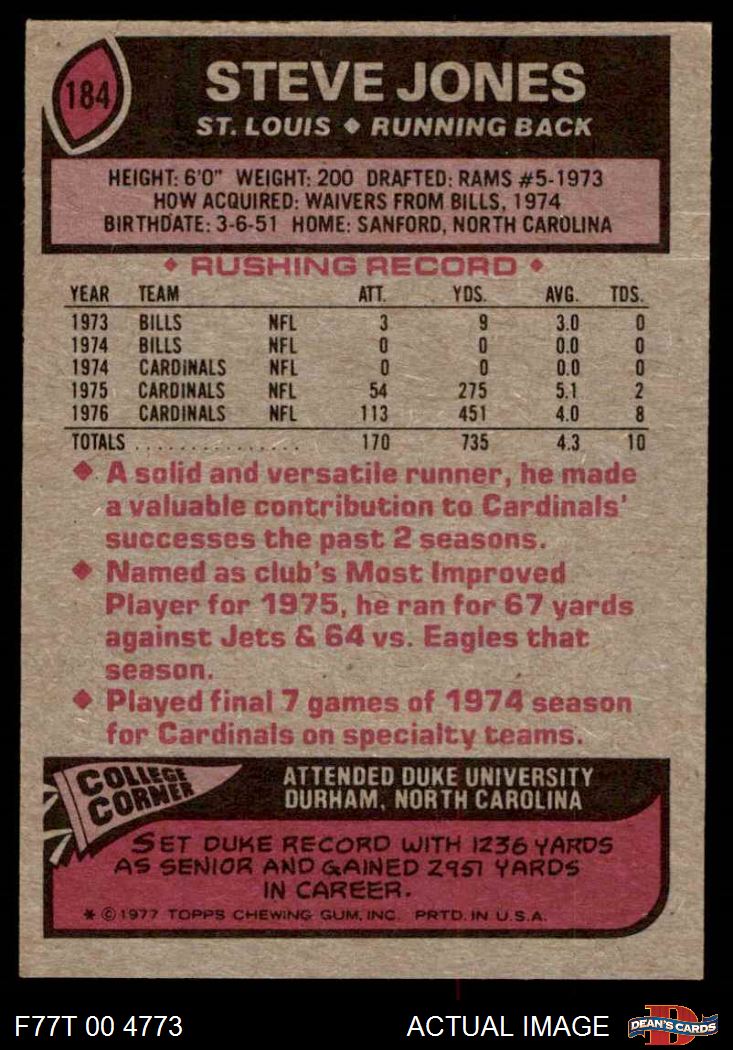 184
STEVE JONES
ST. LOUIS ♦ RUNNING BACK
HEIGHT: 6'0" WEIGHT: 200 DRAFTED: RAMS #5-1973
HOW ACQUIRED: WAIVERS FROM BILLS, 1974
BIRTHDATE: 3-6-51 HOME: SANFORD, NORTH CAROLINA
♦ RUSHING RECORD ♦
YEAR TEAM ATT. YDS. AVG. TDS.
1973 BILLS NFL 3 9 3.0 0
1974 BILLS NFL 0 0 0.0 0
1974 CARDINALS NFL 0 0 0.0 0
1975 CARDINALS NFL 54 275 5.1 2
1976 CARDINALS NFL 113 451 4.0 8
TOTALS . . . . . . . . . . . . . . . . 170 735 4.3 10
♦ A solid and versatile runner, he made
a valuable contribution to Cardinals'
successes the past 2 seasons.
♦ Named as club's Most Improved
Player for 1975, he ran for 67 yards
against Jets & 64 vs. Eagles that
season.
♦ Played final 7 games of 1974 season
for Cardinals on specialty teams.
COLLEGE
CORNER
ATTENDED DUKE UNIVERSITY
DURHAM, NORTH CAROLINA
SET DUKE RECORD WITH 1236 YARDS
AS SENIOR AND GAINED 2951 YARDS
IN CAREER.
* © 1977 TOPPS CHEWING GUM, INC. PRTD. IN U.S.A.
F77T 00 4773
ACTUAL IMAGE
D
DEAN'S CARDS